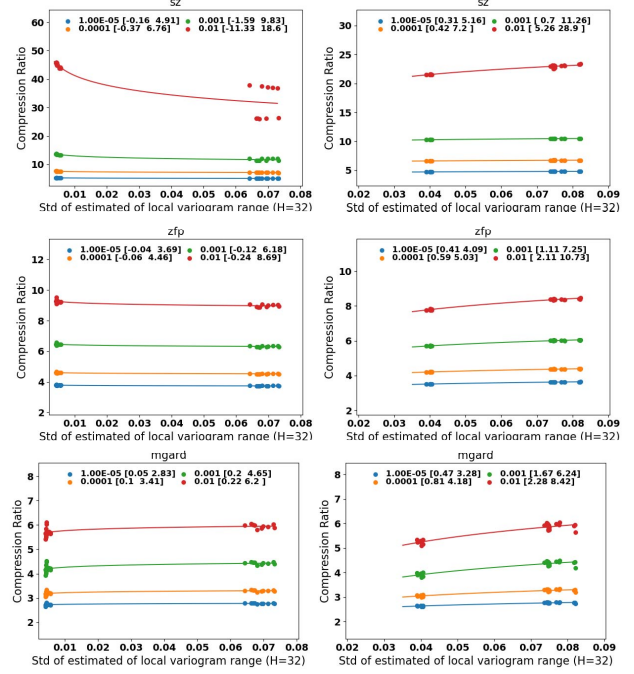 sz
1.00E-05 [-0.16 4.91] 0.001 [-1.59 9.83]
0.0001 [-0.37 6.76] 0.01 [-11.33 18.6 ]
60
50
40
30
20
10
Compression Ratio
0.01 0.02 0.03 0.04 0.05 0.06 0.07 0.08
Std of estimated of local variogram range (H=32)
sz
1.00E-05 [0.31 5.16] 0.001 [ 0.7 11.26]
0.0001 [0.42 7.2 ] 0.01 [ 5.26 28.9 ]
30
25
20
15
10
5
Compression Ratio
0.02 0.03 0.04 0.05 0.06 0.07 0.08 0.09
Std of estimated of local variogram range (H=32)
zfp
1.00E-05 [-0.04 3.69] 0.001 [-0.12 6.18]
0.0001 [-0.06 4.46] 0.01 [-0.24 8.69]
12
10
8
6
4
2
Compression Ratio
0.01 0.02 0.03 0.04 0.05 0.06 0.07 0.08
Std of estimated of local variogram range (H=32)
zfp
1.00E-05 [0.41 4.09] 0.001 [1.11 7.25]
0.0001 [0.59 5.03] 0.01 [ 2.11 10.73]
10
8
6
4
2
Compression Ratio
0.02 0.03 0.04 0.05 0.06 0.07 0.08 0.09
Std of estimated of local variogram range (H=32)
mgard
1.00E-05 [0.05 2.83] 0.001 [0.2 4.65]
0.0001 [0.1 3.41] 0.01 [0.22 6.2 ]
8
7
6
5
4
3
2
Compression Ratio
0.01 0.02 0.03 0.04 0.05 0.06 0.07 0.08
Std of estimated of local variogram range (H=32)
mgard
1.00E-05 [0.47 3.28] 0.001 [1.67 6.24]
0.0001 [0.81 4.18] 0.01 [2.28 8.42]
8
7
6
5
4
3
2
Compression Ratio
0.02 0.03 0.04 0.05 0.06 0.07 0.08 0.09
Std of estimated of local variogram range (H=32)